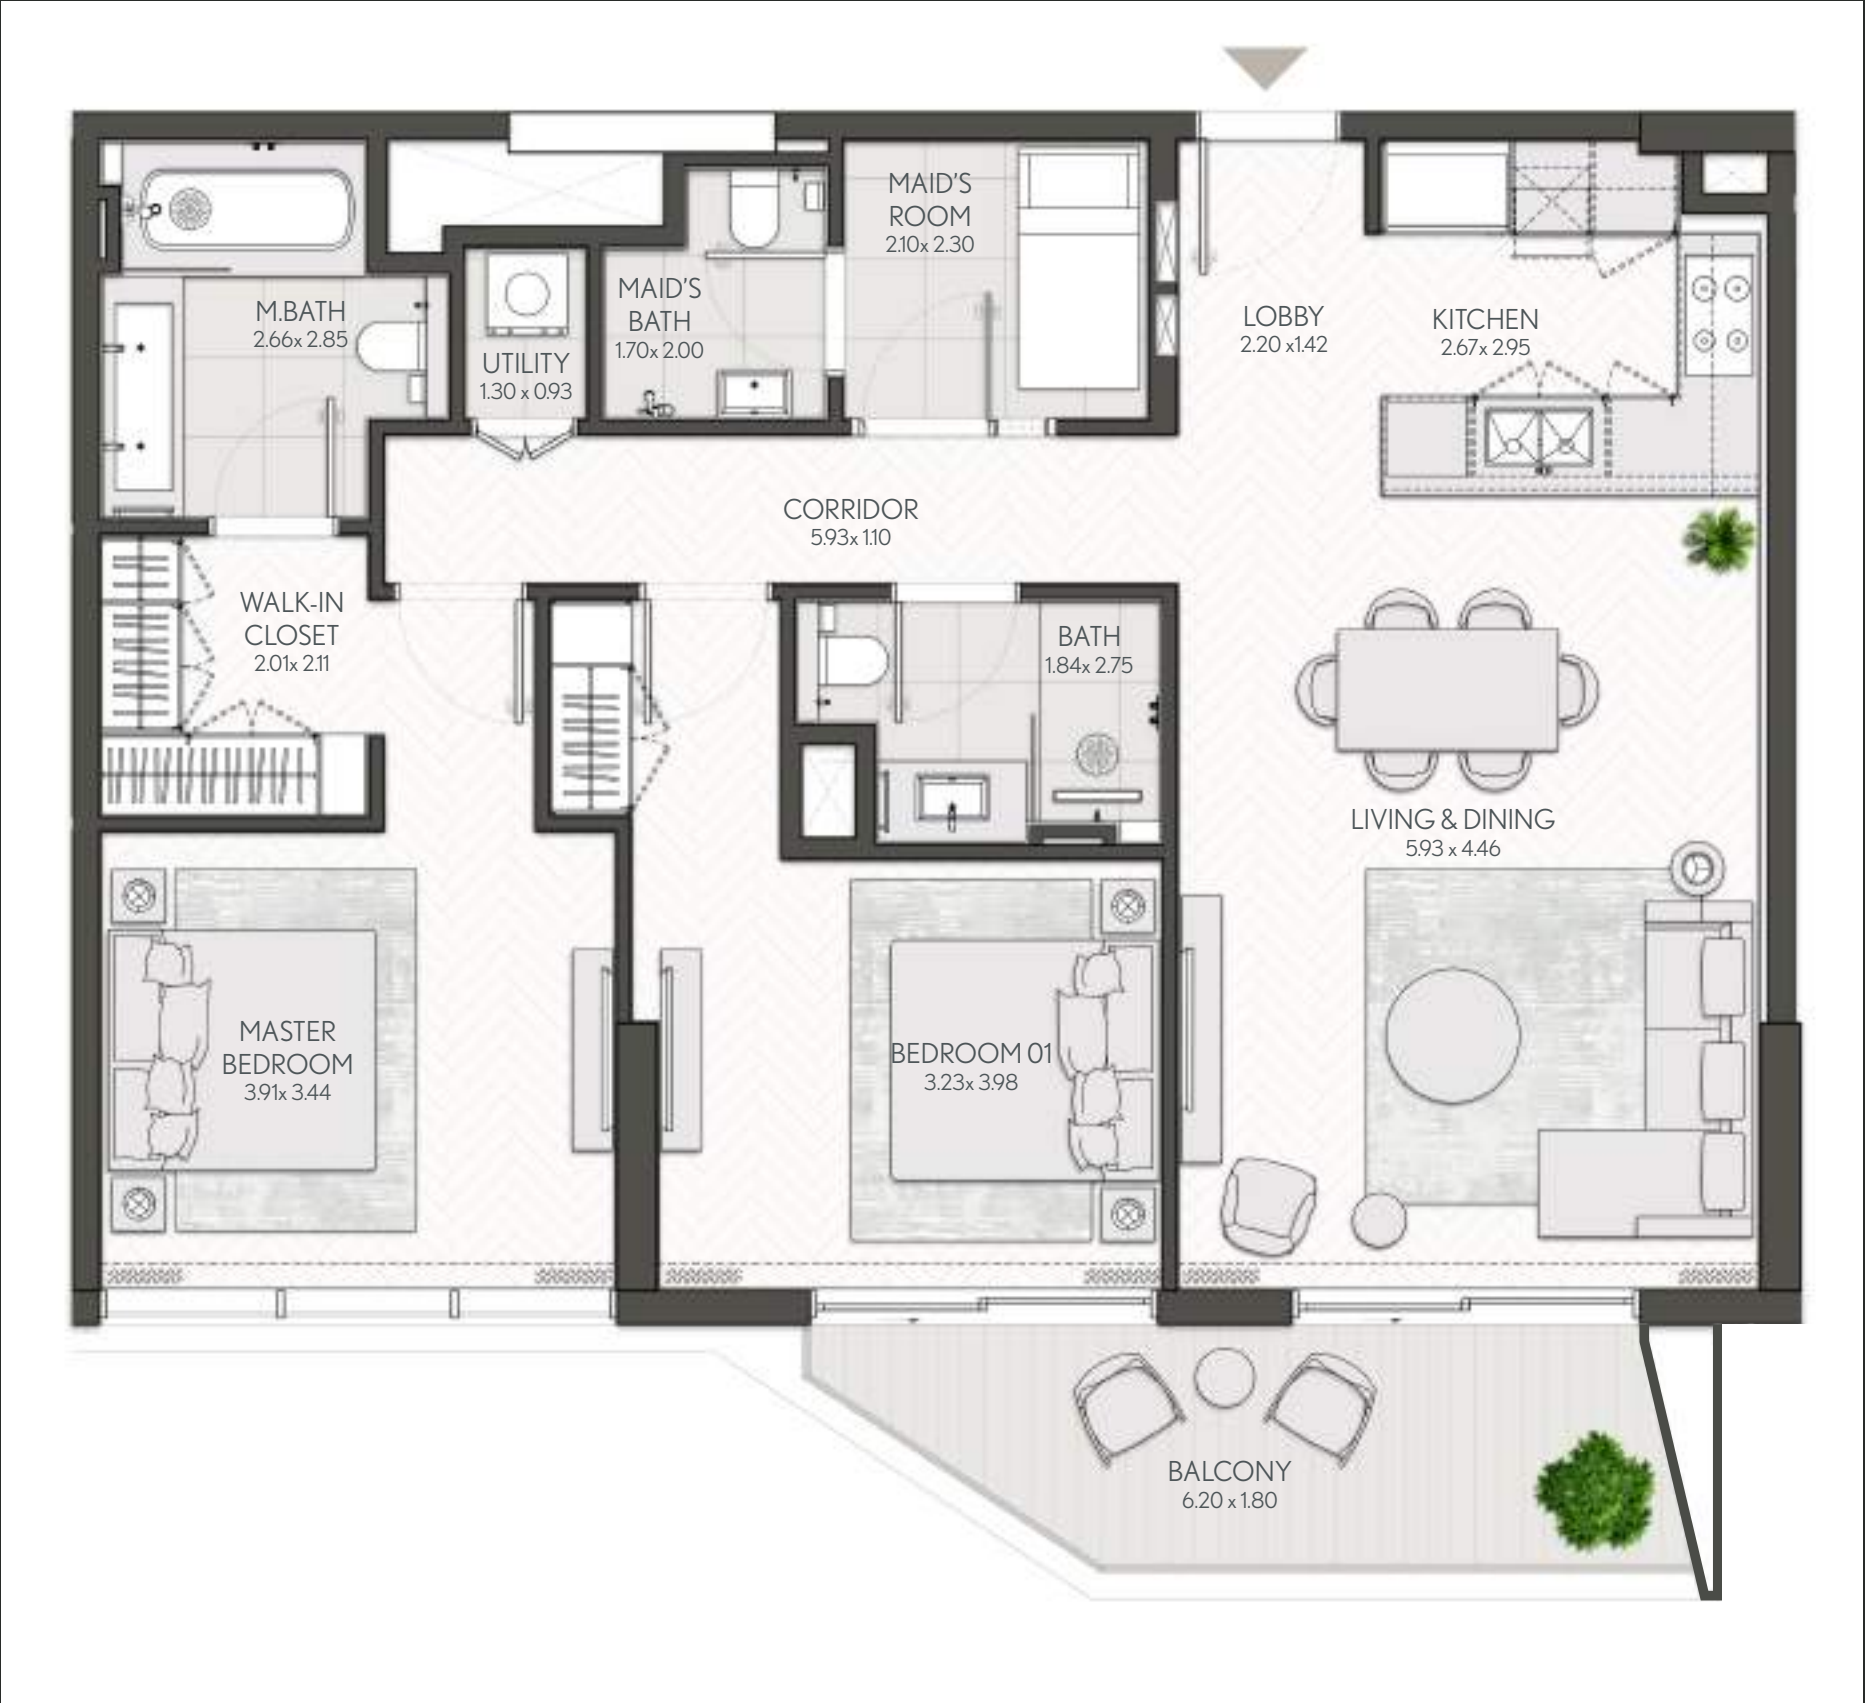 MAID'S
ROOM
2.10x 2.30
MAID'S
BATH
1.70x 2.00
M.BATH
2.66x 2.85
UTILITY
1.30 x 0.93
LOBBY
2.20 x1.42
KITCHEN
2.67x 2.95
CORRIDOR
5.93x 1.10
WALK-IN
CLOSET
2.01x 2.11
BATH
1.84x 2.75
LIVING & DINING
5.93 x 4.46
MASTER
BEDROOM
3.91x 3.44
BEDROOM 01
3.23x 3.98
BALCONY
6.20 x 1.80